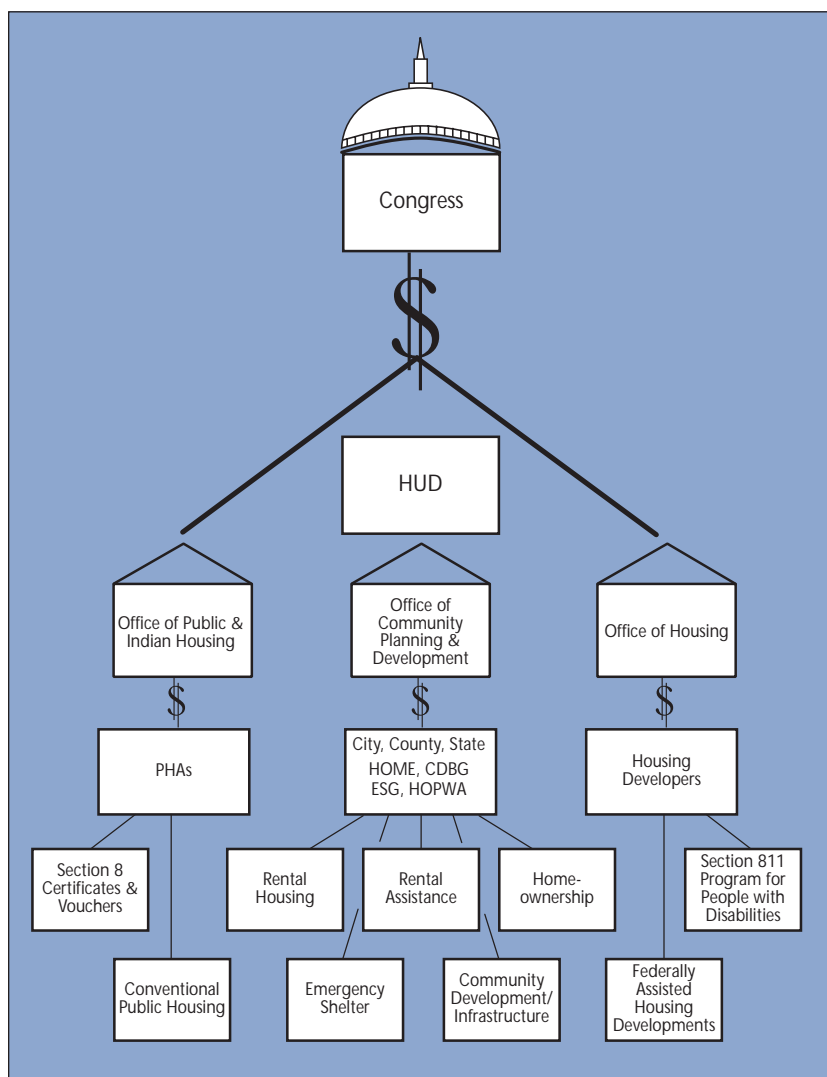 Congress
$
HUD
Office of Public &
Indian Housing
Office of
Community
Planning &
Development
Office of Housing
$
$
$
PHAs
City, County, State
HOME, CDBG
ESG, HOPWA
Housing
Developers
Section 8
Certificates &
Vouchers
Rental
Housing
Rental
Assistance
Home-
ownership
Section 811
Program for
People with
Disabilities
Conventional
Public Housing
Emergency
Shelter
Community
Development/
Infrastructure
Federally
Assisted
Housing
Developments